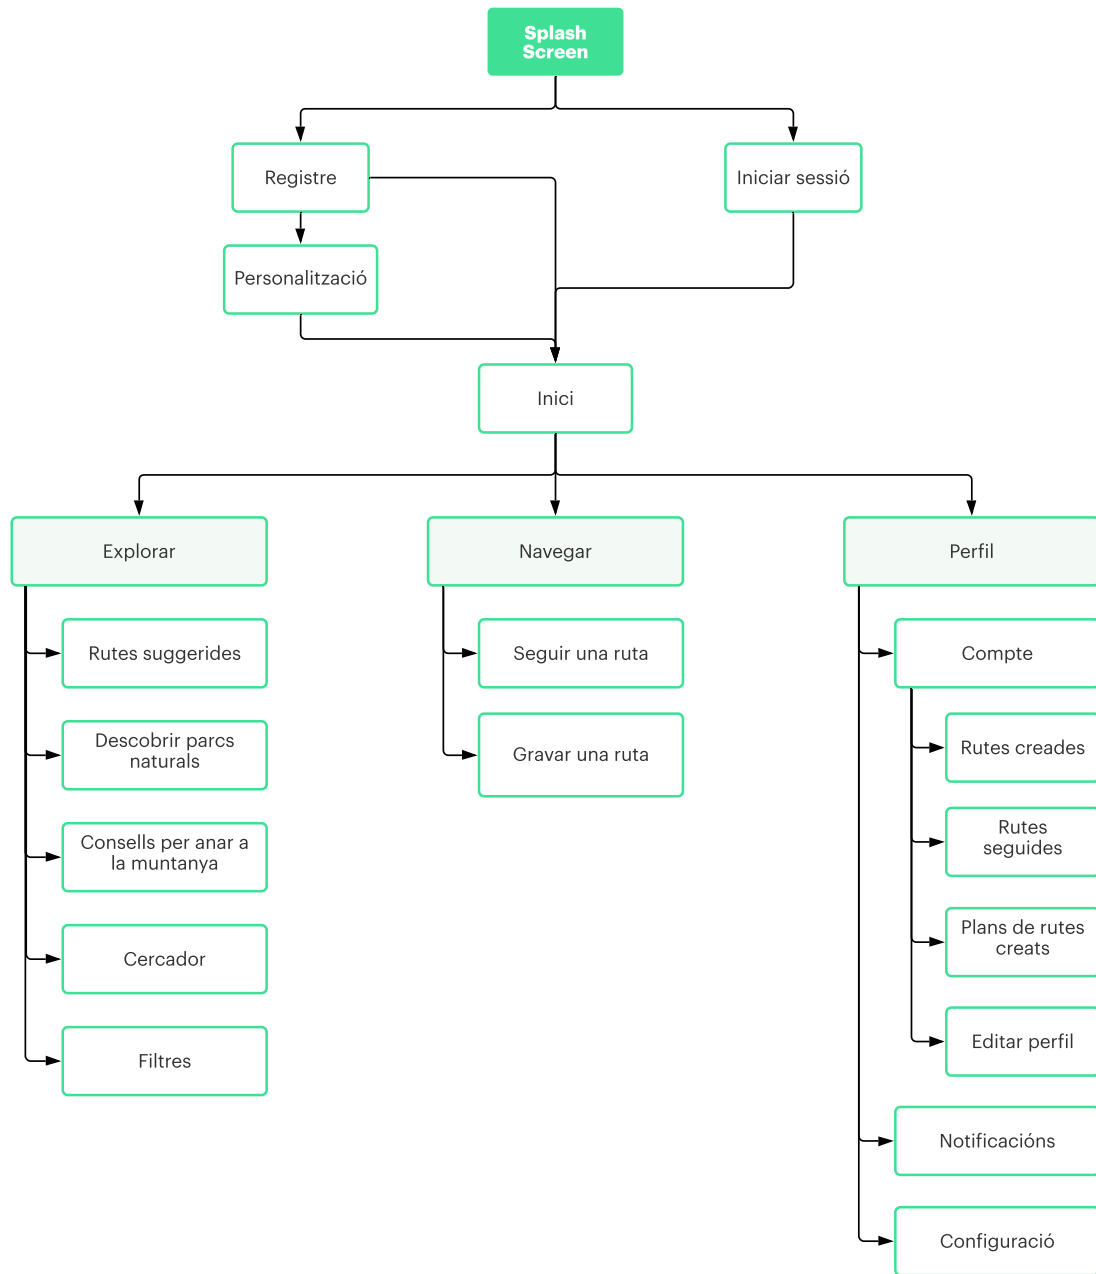 Splash
Screen
Registre
Iniciar sessió
Personalització
Inici
Explorar
Navegar
Perfil
Rutes suggerides
Descobrir parcs
naturals
Consells per anar a
la muntanya
Cercador
Filtres
Seguir una ruta
Gravar una ruta
Compte
Rutes creades
Rutes
seguides
Plans de rutes
creats
Editar perfil
Notificacións
Configuració